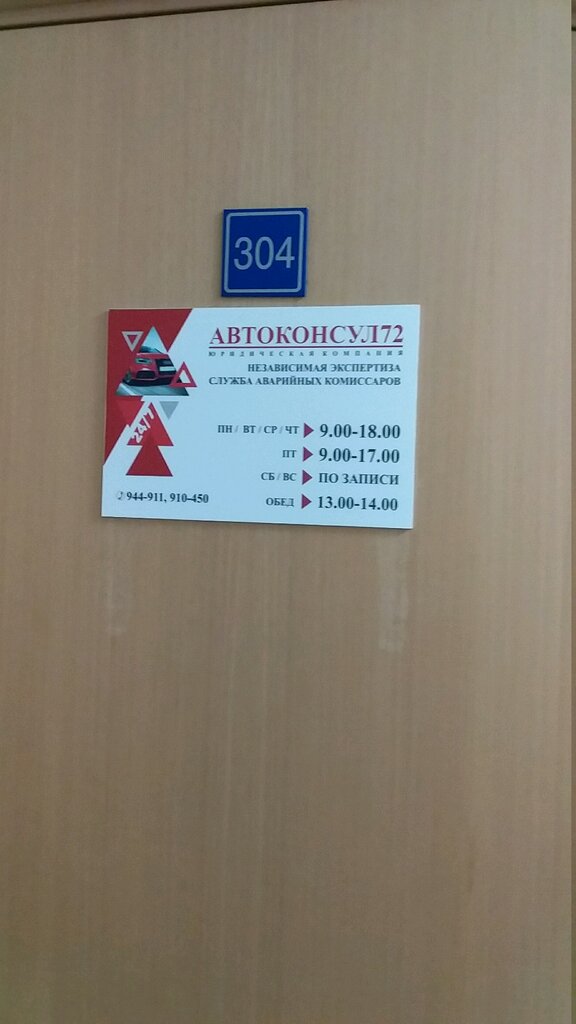 304
АВТОКОНСУЛ72
ЮРИДИЧЕСКАЯ КОМПАНИЯ
НЕЗАВИСИМАЯ ЭКСПЕРТИЗА
СЛУЖБА АВАРИЙНЫХ КОМИССАРОВ
24/7
ПН / ВТ / СР / ЧТ 9.00-18.00
ПТ 9.00-17.00
СБ / ВС ПО ЗАПИСИ
ОБЕД 13.00-14.00
944-911, 910-450